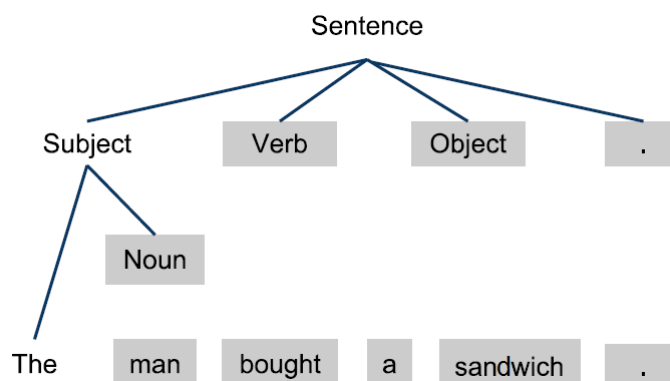 Sentence
Subject Verb Object .
Noun
The man bought a sandwich .